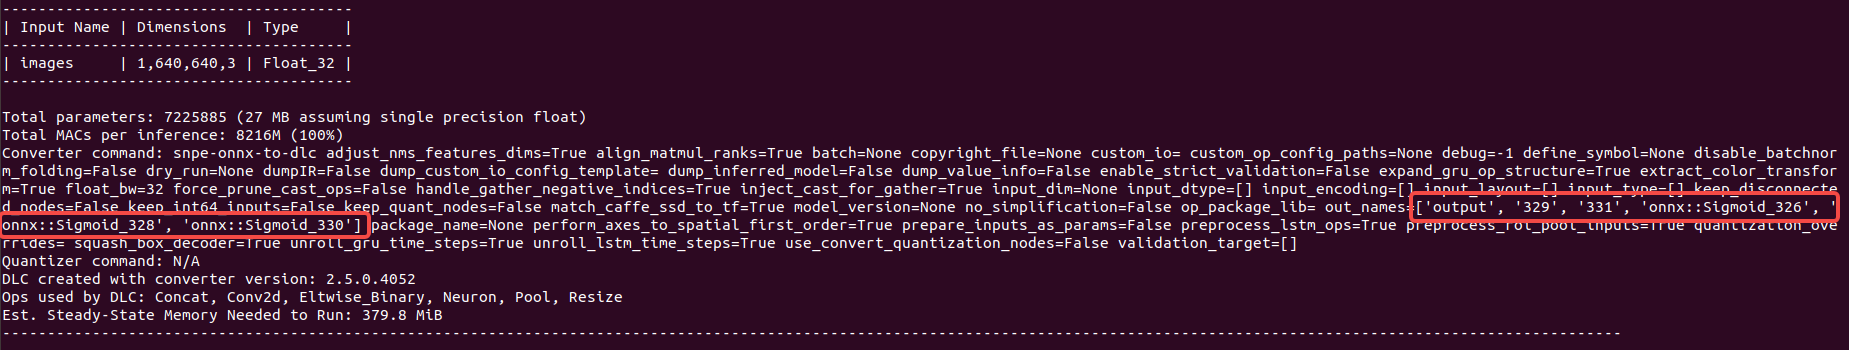 ---------------------------------------
| Input Name | Dimensions  | Type     |
---------------------------------------
| images     | 1,640,640,3 | Float_32 |
---------------------------------------
Total parameters: 7225885 (27 MB assuming single precision float)
Total MACs per inference: 8216M (100%)
Converter command: snpe-onnx-to-dlc adjust_nms_features_dims=True align_matmul_ranks=True batch=None copyright_file=None custom_io= custom_op_config_paths=None debug=-1 define_symbol=None disable_batchnor
m_folding=False dry_run=None dumpIR=False dump_custom_io_config_template= dump_inferred_model=False dump_value_info=False enable_strict_validation=False expand_gru_op_structure=True extract_color_transfor
m=True float_bw=32 force_prune_cast_ops=False handle_gather_negative_indices=True inject_cast_for_gather=True input_dim=None input_dtype=[] input_encoding=[] input_layout=[] input_type=[] keep_disconnecte
d_nodes=False keep_int64_inputs=False keep_quant_nodes=False match_caffe_ssd_to_tf=True model_version=None no_simplification=False op_package_lib= out_names=['output', '329', '331', 'onnx::Sigmoid_326', '
onnx::Sigmoid_328', 'onnx::Sigmoid_330'] package_name=None perform_axes_to_spatial_first_order=True prepare_inputs_as_params=False preprocess_lstm_ops=True preprocess_roi_pool_inputs=True quantization_ove
rrides= squash_box_decoder=True unroll_gru_time_steps=True unroll_lstm_time_steps=True use_convert_quantization_nodes=False validation_target=[]
Quantizer command: N/A
DLC created with converter version: 2.5.0.4052
Ops used by DLC: Concat, Conv2d, Eltwise_Binary, Neuron, Pool, Resize
Est. Steady-State Memory Needed to Run: 379.8 MiB
------------------------------------------------------------------------------------------------------------------------------------------------------------------------------------